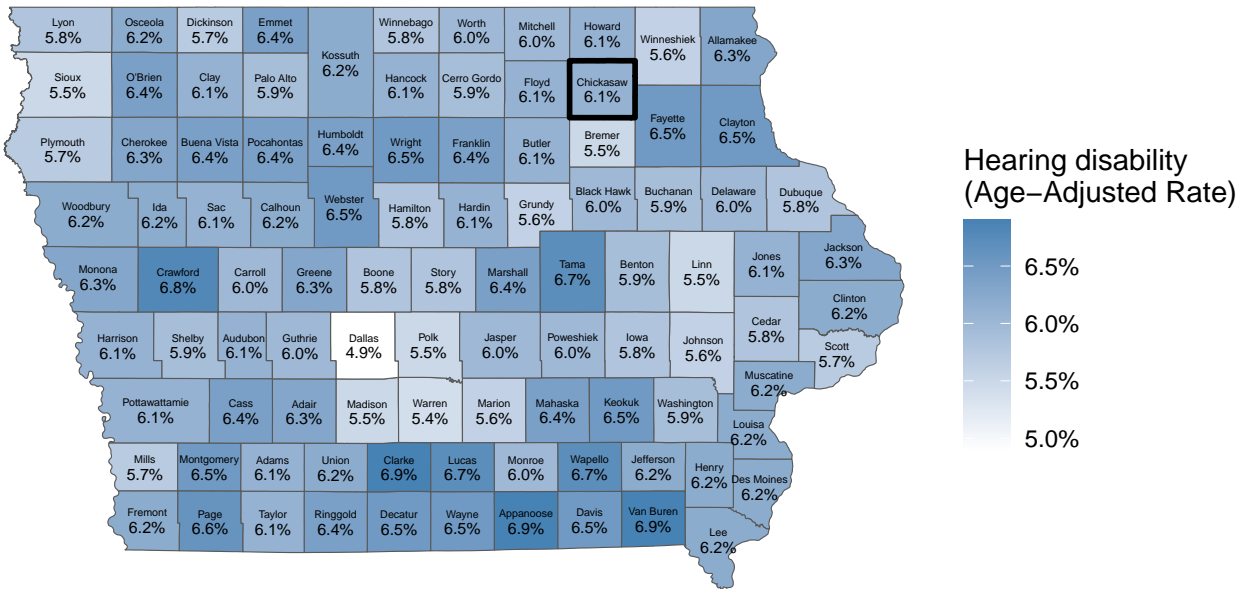 Lyon
5.8%
Osceola
6.2%
Dickinson
5.7%
Emmet
6.4%
Kossuth
6.2%
Winnebago
5.8%
Worth
6.0%
Mitchell
6.0%
Howard
6.1%
Winneshiek
5.6%
Allamakee
6.3%
Sioux
5.5%
O'Brien
6.4%
Clay
6.1%
Palo Alto
5.9%
Hancock
6.1%
Cerro Gordo
5.9%
Floyd
6.1%
Chickasaw
6.1%
Fayette
6.5%
Clayton
6.5%
Plymouth
5.7%
Cherokee
6.3%
Buena Vista
6.4%
Pocahontas
6.4%
Humboldt
6.4%
Wright
6.5%
Franklin
6.4%
Butler
6.1%
Bremer
5.5%
Woodbury
6.2%
Ida
6.2%
Sac
6.1%
Calhoun
6.2%
Webster
6.5%
Hamilton
5.8%
Hardin
6.1%
Grundy
5.6%
Black Hawk
6.0%
Buchanan
5.9%
Delaware
6.0%
Dubuque
5.8%
Monona
6.3%
Crawford
6.8%
Carroll
6.0%
Greene
6.3%
Boone
5.8%
Story
5.8%
Marshall
6.4%
Tama
6.7%
Benton
5.9%
Linn
5.5%
Jones
6.1%
Jackson
6.3%
Clinton
6.2%
Harrison
6.1%
Shelby
5.9%
Audubon
6.1%
Guthrie
6.0%
Dallas
4.9%
Polk
5.5%
Jasper
6.0%
Poweshiek
6.0%
Iowa
5.8%
Johnson
5.6%
Cedar
5.8%
Scott
5.7%
Muscatine
6.2%
Pottawattamie
6.1%
Cass
6.4%
Adair
6.3%
Madison
5.5%
Warren
5.4%
Marion
5.6%
Mahaska
6.4%
Keokuk
6.5%
Washington
5.9%
Louisa
6.2%
Mills
5.7%
Montgomery
6.5%
Adams
6.1%
Union
6.2%
Clarke
6.9%
Lucas
6.7%
Monroe
6.0%
Wapello
6.7%
Jefferson
6.2%
Henry
6.2%
Des Moines
6.2%
Fremont
6.2%
Page
6.6%
Taylor
6.1%
Ringgold
6.4%
Decatur
6.5%
Wayne
6.5%
Appanoose
6.9%
Davis
6.5%
Van Buren
6.9%
Lee
6.2%
Hearing disability
(Age−Adjusted Rate)
6.5%
6.0%
5.5%
5.0%